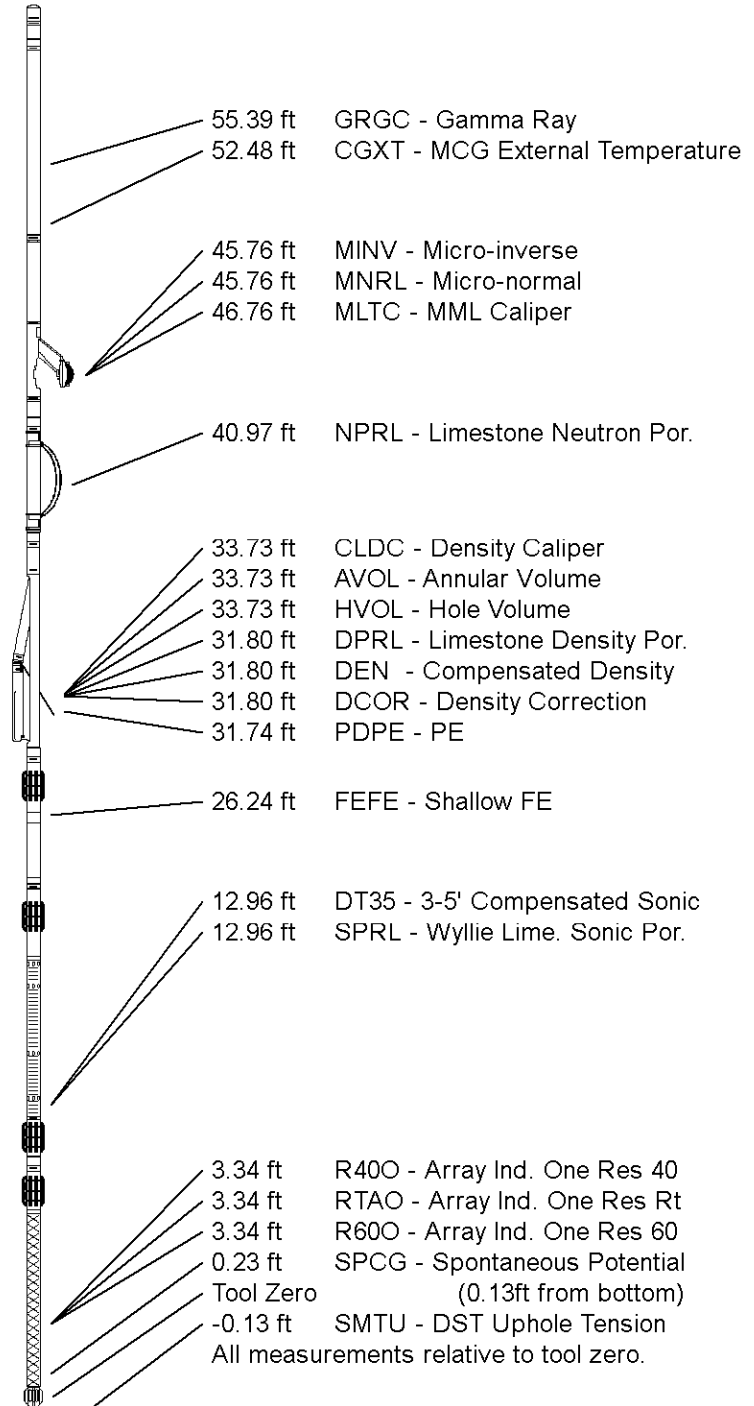 55.39 ft GRGC - Gamma Ray
52.48 ft CGXT - MCG External Temperature
45.76 ft MINV - Micro-inverse
45.76 ft MNRL - Micro-normal
46.76 ft MLTC - MML Caliper
40.97 ft NPRL - Limestone Neutron Por.
33.73 ft CLDC - Density Caliper
33.73 ft AVOL - Annular Volume
33.73 ft HVOL - Hole Volume
31.80 ft DPRL - Limestone Density Por.
31.80 ft DEN - Compensated Density
31.80 ft DCOR - Density Correction
31.74 ft PDPE - PE
26.24 ft FEFE - Shallow FE
12.96 ft DT35 - 3-5' Compensated Sonic
12.96 ft SPRL - Wyllie Lime. Sonic Por.
3.34 ft R40O - Array Ind. One Res 40
3.34 ft RTAO - Array Ind. One Res Rt
3.34 ft R60O - Array Ind. One Res 60
0.23 ft SPCG - Spontaneous Potential
Tool Zero (0.13ft from bottom)
-0.13 ft SMTU - DST Uphole Tension
All measurements relative to tool zero.